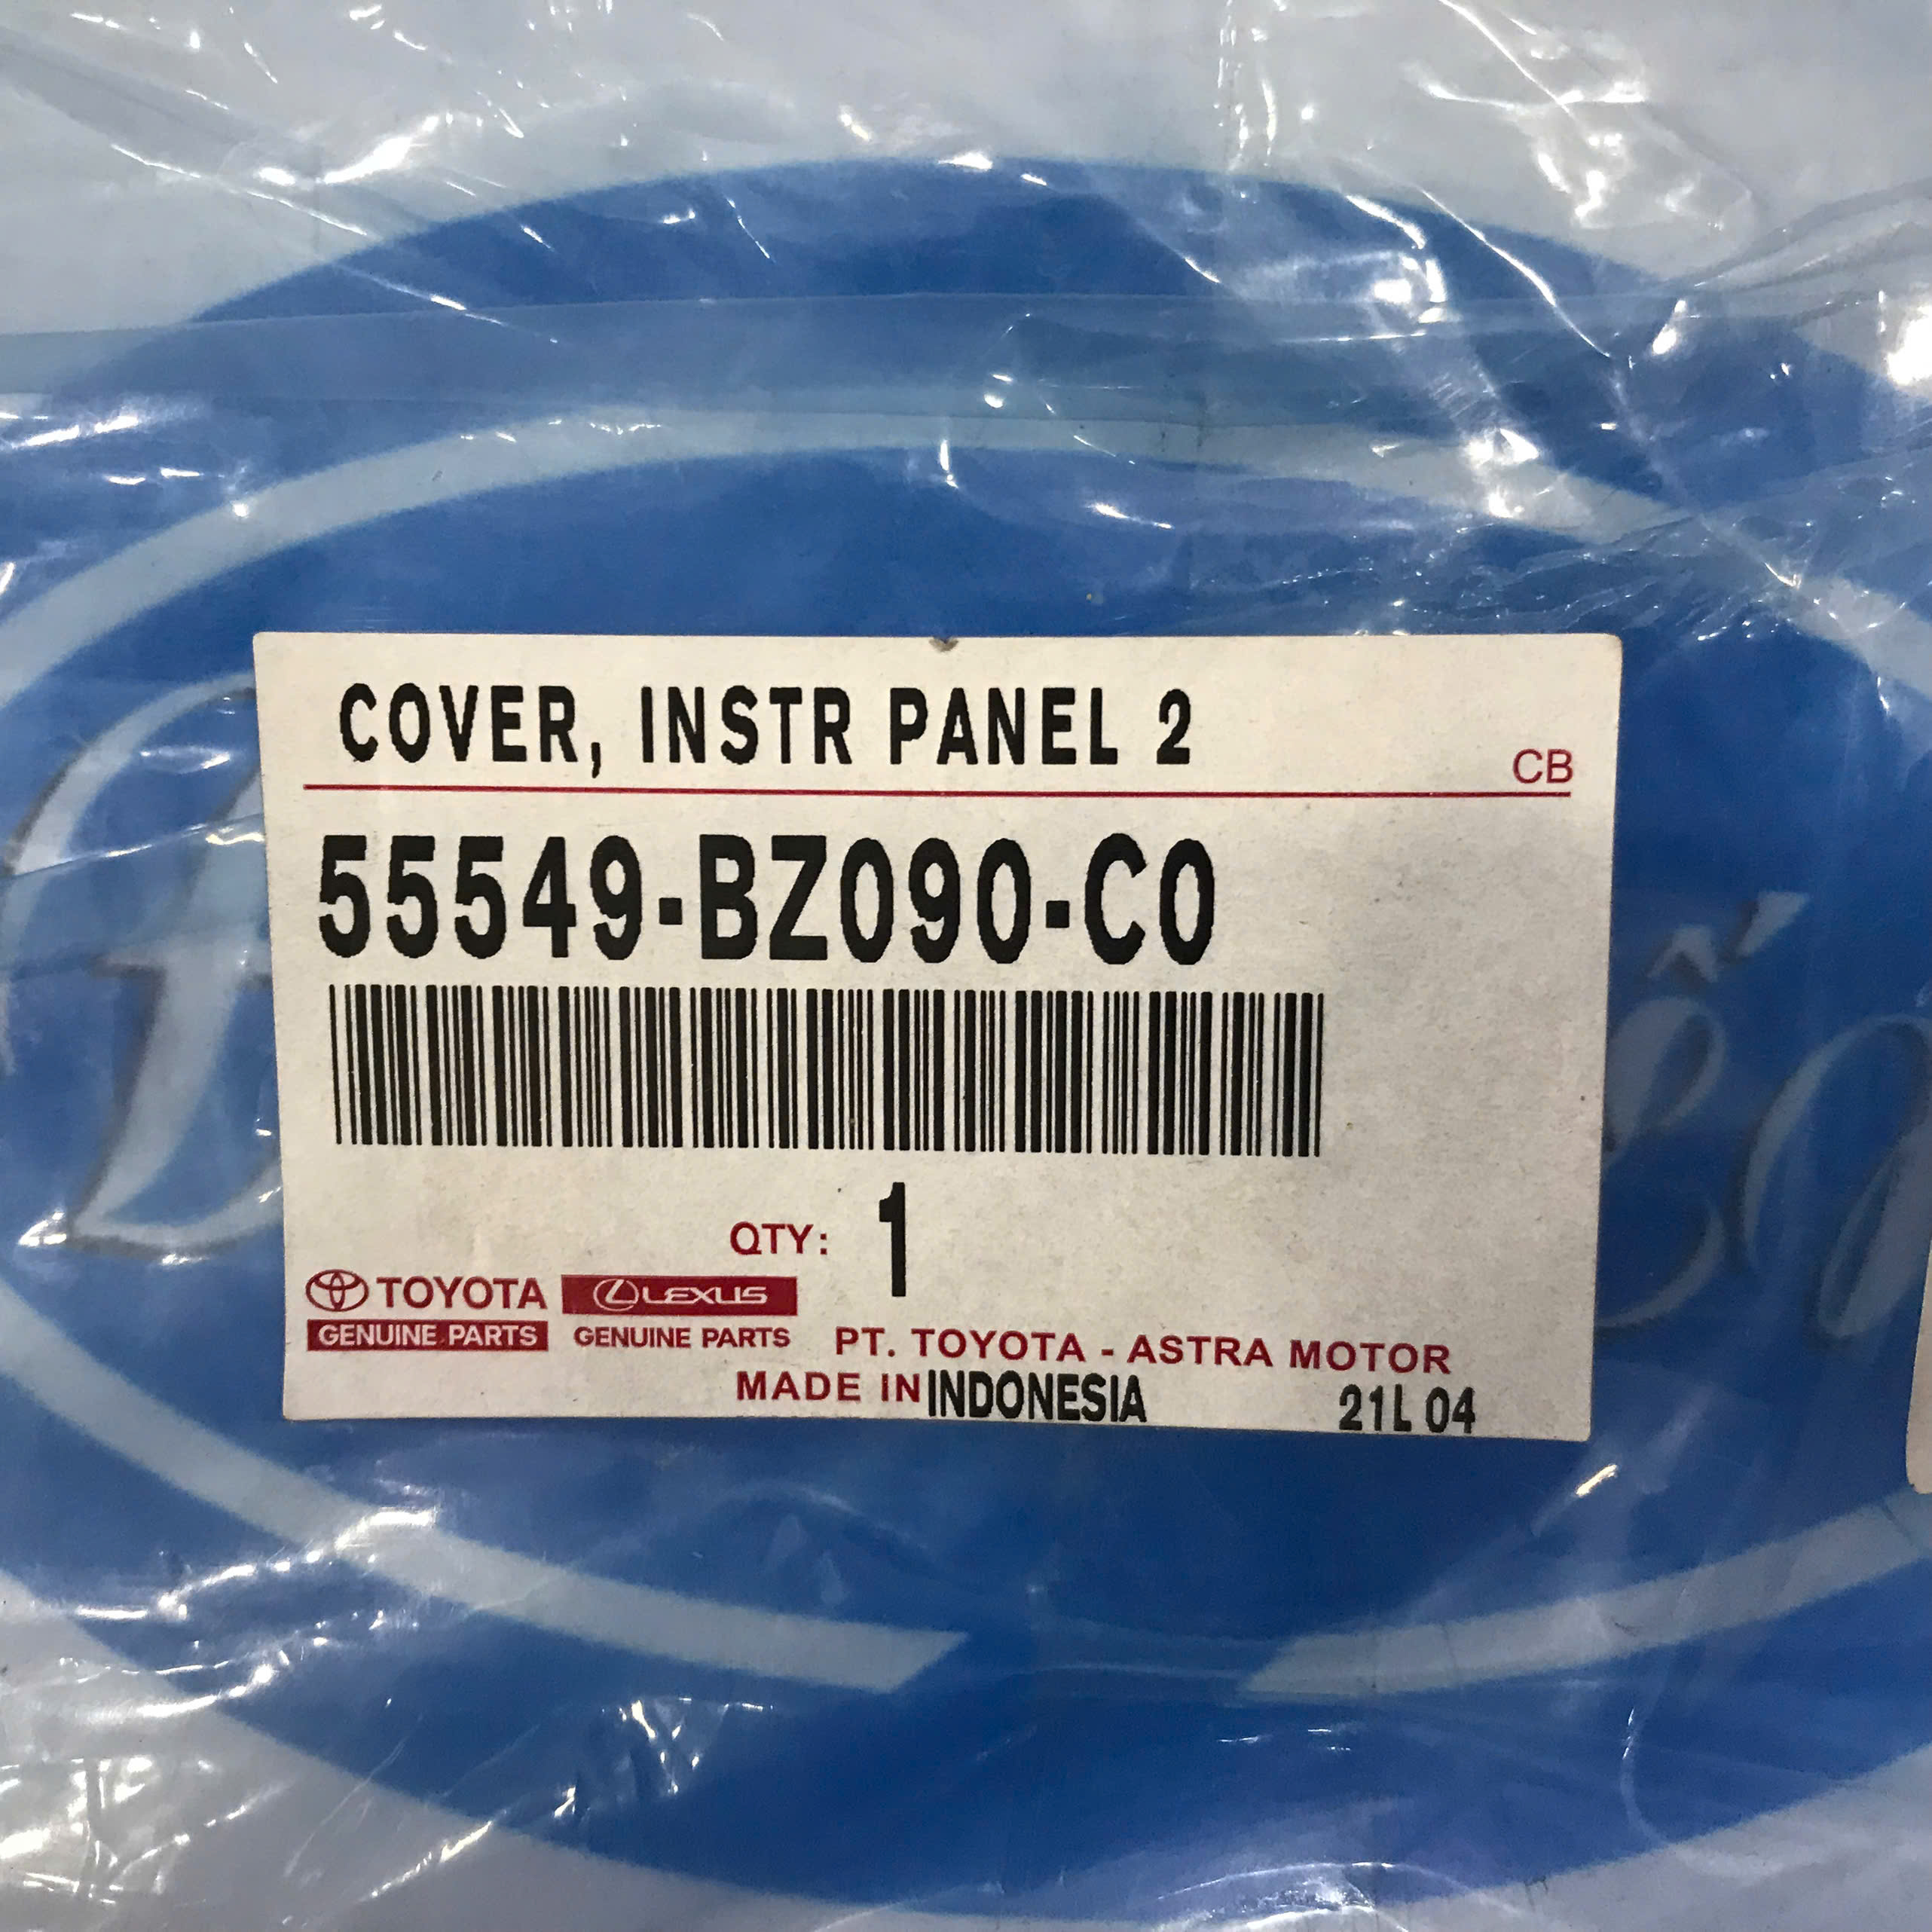 COVER, INSTR PANEL 2
CB
55549-BZ090-C0
QTY: 1
TOYOTA LEXUS
GENUINE PARTS GENUINE PARTS PT. TOYOTA - ASTRA MOTOR
MADE IN INDONESIA 21L 04